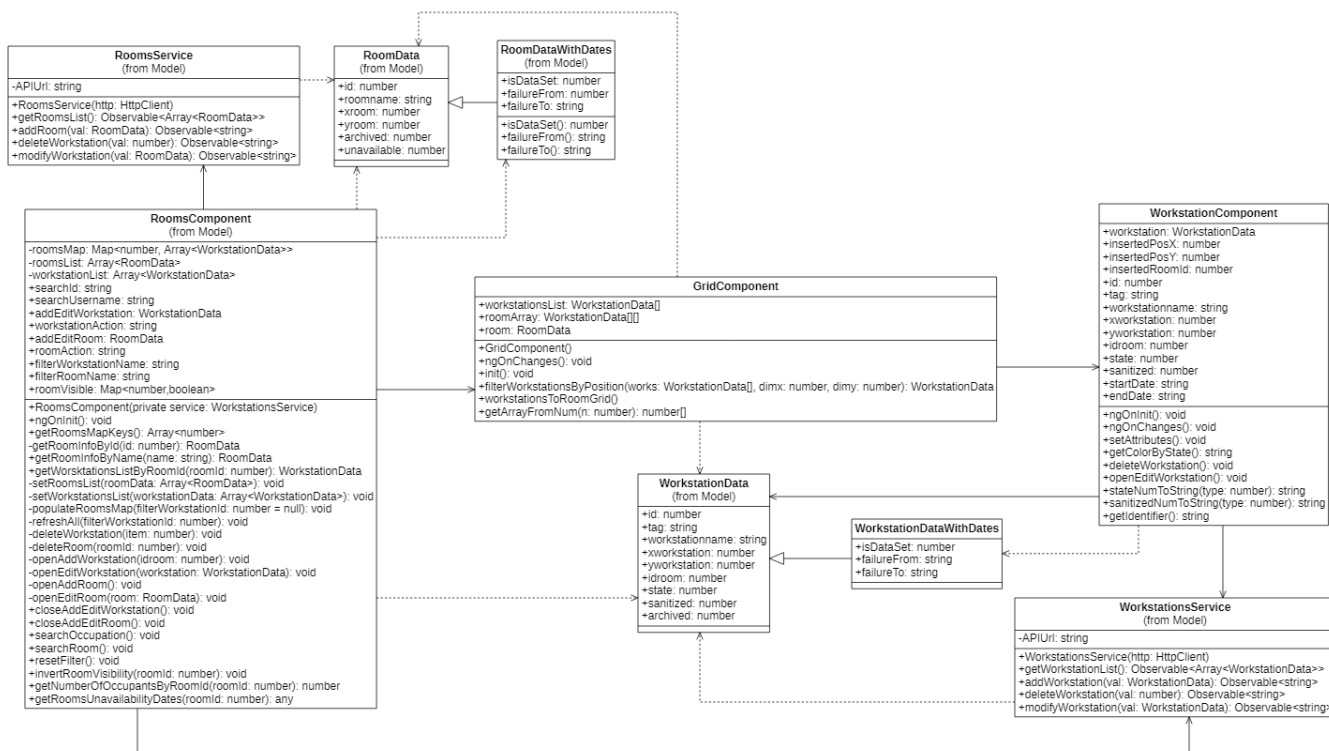 RoomsService
(from Model)
-APIUrl: string
+RoomsService(http: HttpClient)
+getRoomsList(): Observable<Array<RoomData>>
+addRoom(val: RoomData): Observable<string>
+deleteWorkstation(val: number): Observable<string>
+modifyWorkstation(val: RoomData): Observable<string>
RoomData
(from Model)
+id: number
+roomname: string
+xroom: number
+yroom: number
+archived: number
+unavailable: number
RoomDataWithDates
(from Model)
+isDataSet: number
+failureFrom: number
+failureTo: string
+isDataSet(): number
+failureFrom(): string
+failureTo(): string
RoomsComponent
(from Model)
-roomsMap: Map<number, Array<WorkstationData>>
-roomsList: Array<RoomData>
-workstationList: Array<WorkstationData>
+searchId: string
+searchUsername: string
+addEditWorkstation: WorkstationData
+workstationAction: string
+addEditRoom: RoomData
+roomAction: string
+filterWorkstationName: string
+filterRoomName: string
+roomVisible: Map<number,boolean>
+RoomsComponent(private service: WorkstationsService)
+ngOnInit(): void
+getRoomsMapKeys(): Array<number>
-getRoomInfoById(id: number): RoomData
+getRoomInfoByName(name: string): RoomData
+getWorsktationsListByRoomId(roomId: number): WorkstationData
-setRoomsList(roomData: Array<RoomData>): void
-setWorkstationsList(workstationData: Array<WorkstationData>): void
-populateRoomsMap(filterWorkstationId: number = null): void
-refreshAll(filterWorkstationId: number): void
-deleteWorkstation(item: number): void
-deleteRoom(roomId: number): void
-openAddWorkstation(idroom: number): void
-openEditWorkstation(workstation: WorkstationData): void
-openAddRoom(): void
-openEditRoom(room: RoomData): void
+closeAddEditWorkstation(): void
+closeAddEditRoom(): void
+searchOccupation(): void
+searchRoom(): void
+resetFilter(): void
+invertRoomVisibility(roomId: number): void
+getNumberOfOccupantsByRoomId(roomId: number): number
+getRoomsUnavailabilityDates(roomId: number): any
GridComponent
+workstationsList: WorkstationData[]
+roomArray: WorkstationData[][]
+room: RoomData
+GridComponent()
+ngOnChanges(): void
+init(): void
+filterWorkstationsByPosition(works: WorkstationData[], dimx: number, dimy: number): WorkstationData
+workstationsToRoomGrid()
+getArrayFromNum(n: number): number[]
WorkstationComponent
+workstation: WorkstationData
+insertedPosX: number
+insertedPosY: number
+insertedRoomId: number
+id: number
+tag: string
+workstationname: string
+xworkstation: number
+yworkstation: number
+idroom: number
+state: number
+sanitized: number
+startDate: string
+endDate: string
+ngOnInit(): void
+ngOnChanges(): void
+setAttributes(): void
+getColorByState(): string
+deleteWorkstation(): void
+openEditWorkstation(): void
+stateNumToString(type: number): string
+sanitizedNumToString(type: number): string
+getIdentifier(): string
WorkstationData
(from Model)
+id: number
+tag: string
+workstationname: string
+xworkstation: number
+yworkstation: number
+idroom: number
+state: number
+sanitized: number
+archived: number
WorkstationDataWithDates
+isDataSet: number
+failureFrom: string
+failureTo: string
WorkstationsService
(from Model)
-APIUrl: string
+WorkstationsService(http: HttpClient)
+getWorkstationList(): Observable<Array<WorkstationData>>
+addWorkstation(val: WorkstationData): Observable<string>
+deleteWorkstation(val: number): Observable<string>
+modifyWorkstation(val: WorkstationData): Observable<string>